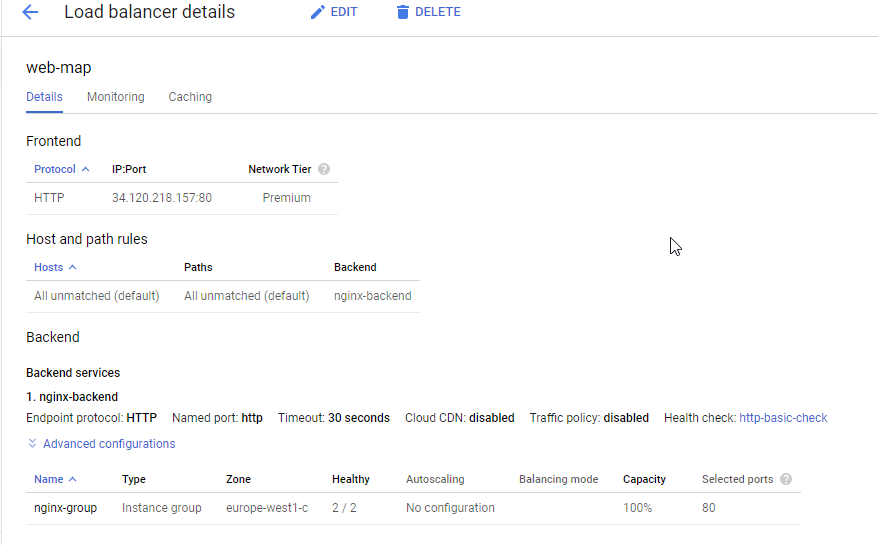 Load balancer details EDIT DELETE
web-map
Details Monitoring Caching
Frontend
Protocol IP:Port Network Tier ?
HTTP 34.120.218.157:80 Premium
Host and path rules
Hosts Paths Backend
All unmatched (default) All unmatched (default) nginx-backend
Backend
Backend services
1. nginx-backend
Endpoint protocol: HTTP Named port: http Timeout: 30 seconds Cloud CDN: disabled Traffic policy: disabled Health check: http-basic-check
Advanced configurations
Name Type Zone Healthy Autoscaling Balancing mode Capacity Selected ports ?
nginx-group Instance group europe-west1-c 2 / 2 No configuration 100% 80